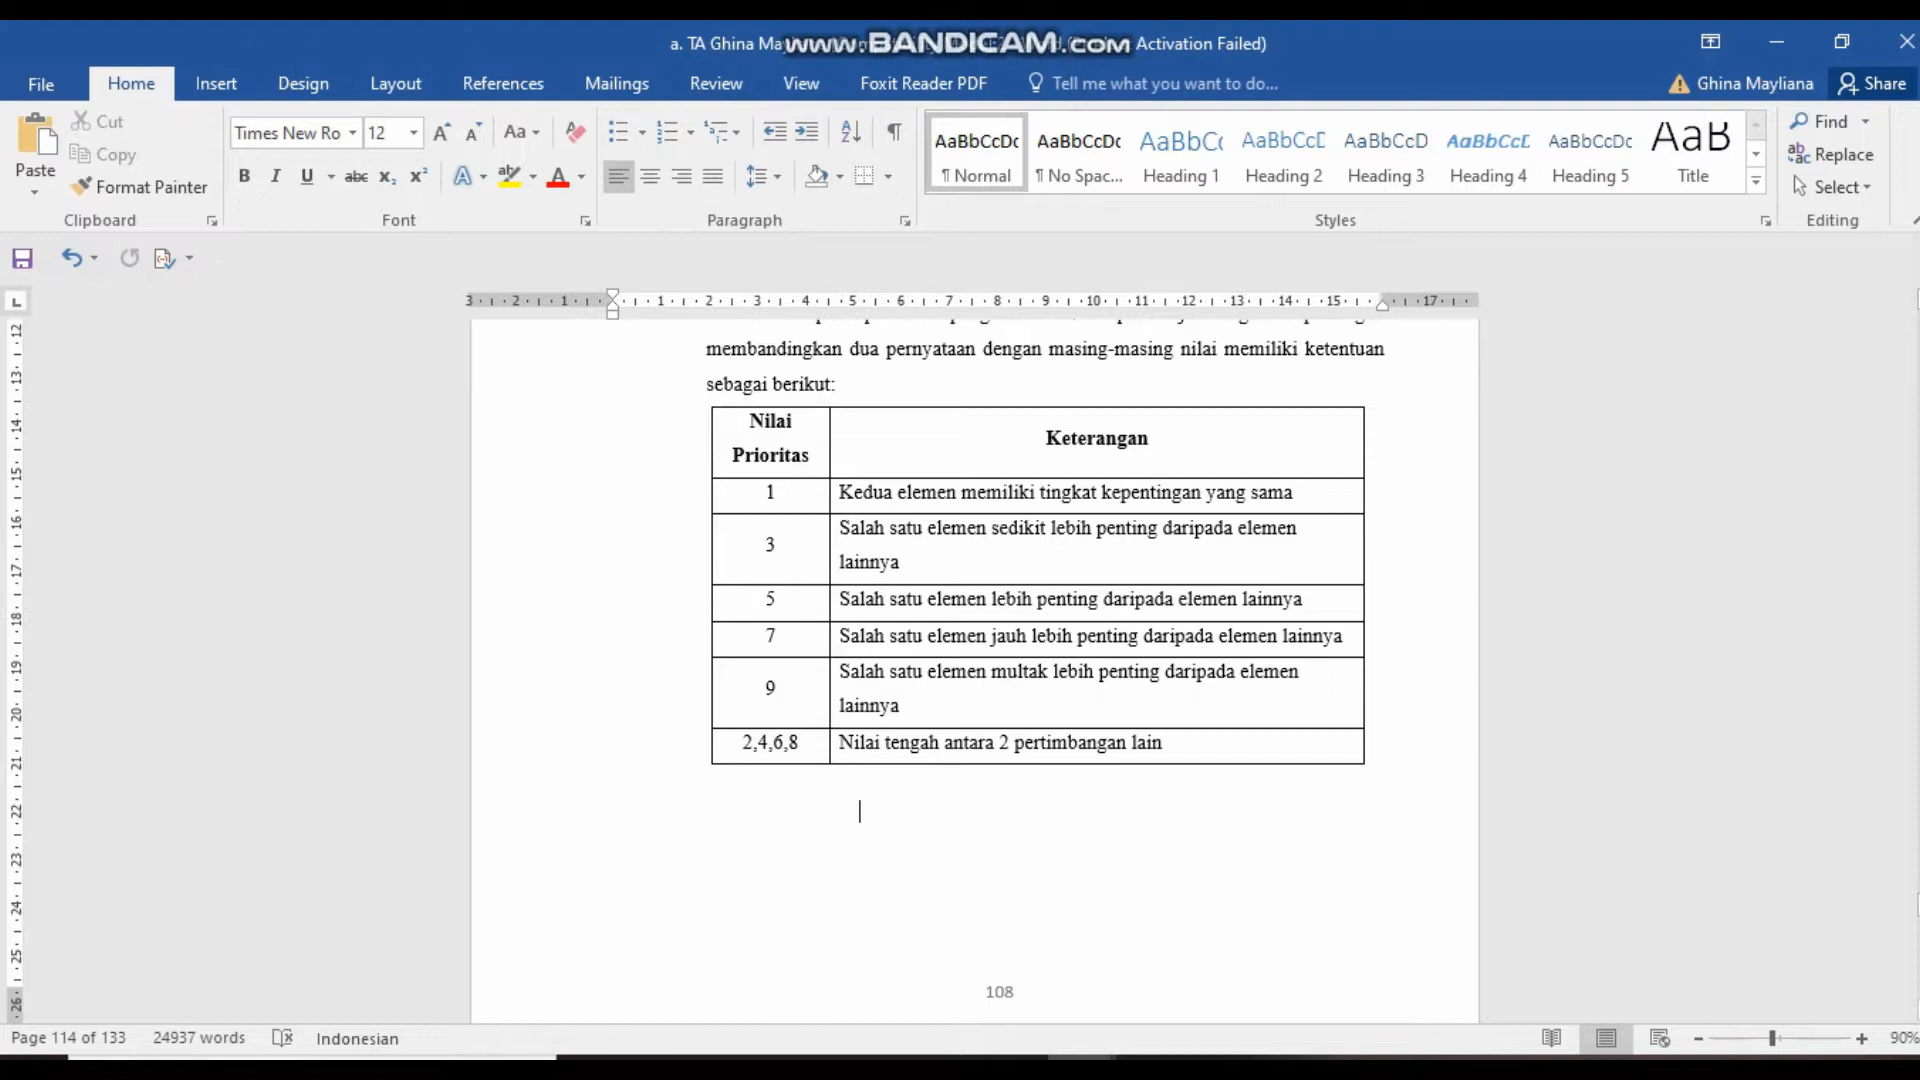 www.BANDICAM.com
a. TA Ghina Activation Failed)
File Home Insert Design Layout References Mailings Review View Foxit Reader PDF Tell me what you want to do... Ghina Mayliana Share
Paste
Cut
Copy
Format Painter
Clipboard
Times New Ro 12
Font
Paragraph
AaBbCcDc AaBbCcDc
¶ Normal ¶ No Spac... Heading 1 Heading 2 Heading 3 Heading 4 Heading 5 Title
Styles
Find
Replace
Select
Editing
membandingkan dua pernyataan dengan masing-masing nilai memiliki ketentuan
sebagai berikut:
Nilai
Prioritas
Keterangan
1 Kedua elemen memiliki tingkat kepentingan yang sama
3 Salah satu elemen sedikit lebih penting daripada elemen
lainnya
5 Salah satu elemen lebih penting daripada elemen lainnya
7 Salah satu elemen jauh lebih penting daripada elemen lainnya
9 Salah satu elemen multak lebih penting daripada elemen
lainnya
2,4,6,8 Nilai tengah antara 2 pertimbangan lain
108
Page 114 of 133 24937 words Indonesian 90%